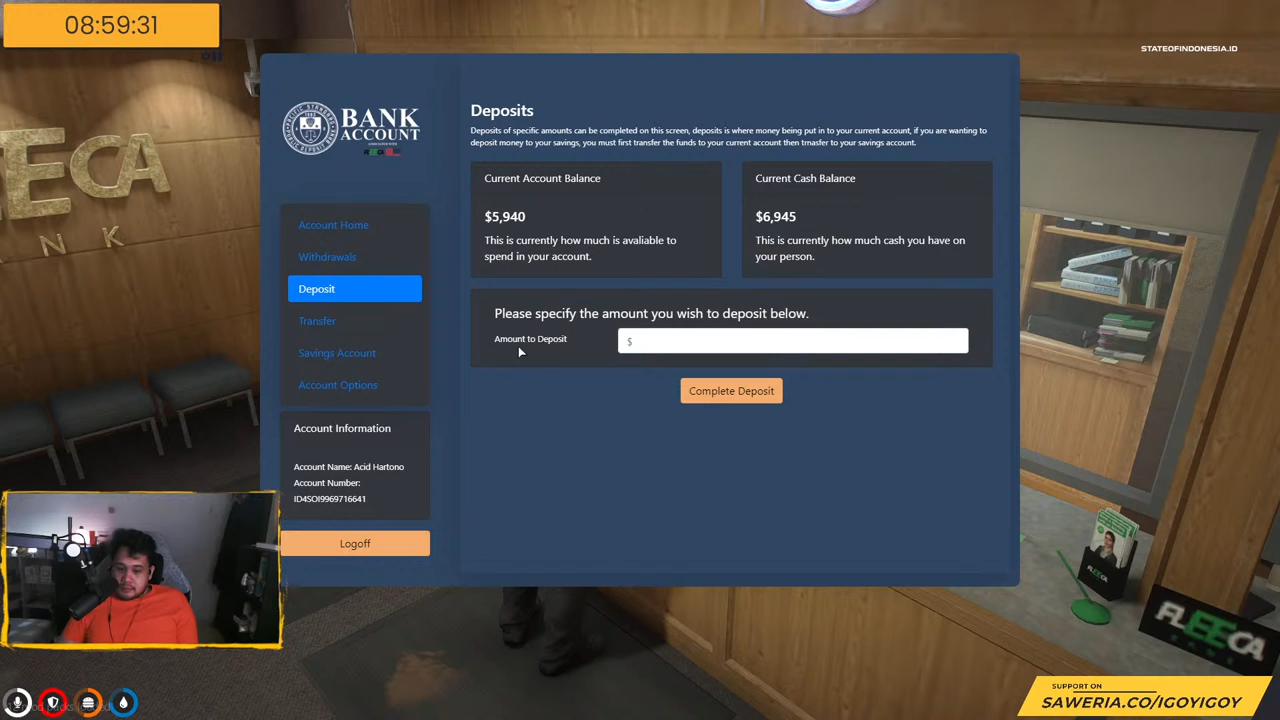 08:59:31
STATEOFINDONESIA.ID
BANK
ACCOUNT
Deposits
Deposits of specific amounts can be completed on this screen, deposits is where money being put in to your current account, if you are wanting to
deposit money to your savings, you must first transfer the funds to your current account then trnasfer to your savings account.
Current Account Balance
$5,940
This is currently how much is avaliable to
spend in your account.
Current Cash Balance
$6,945
This is currently how much cash you have on
your person.
Account Home
Withdrawals
Deposit
Transfer
Savings Account
Account Options
Please specify the amount you wish to deposit below.
Amount to Deposit
$
Complete Deposit
Account Information
Account Name: Acid Hartono
Account Number:
ID4SOI9969716641
Logoff
ECA
N K
FLEECA
FLEECA
SUPPORT ON
SAWERIA.CO/IGOYIGOY